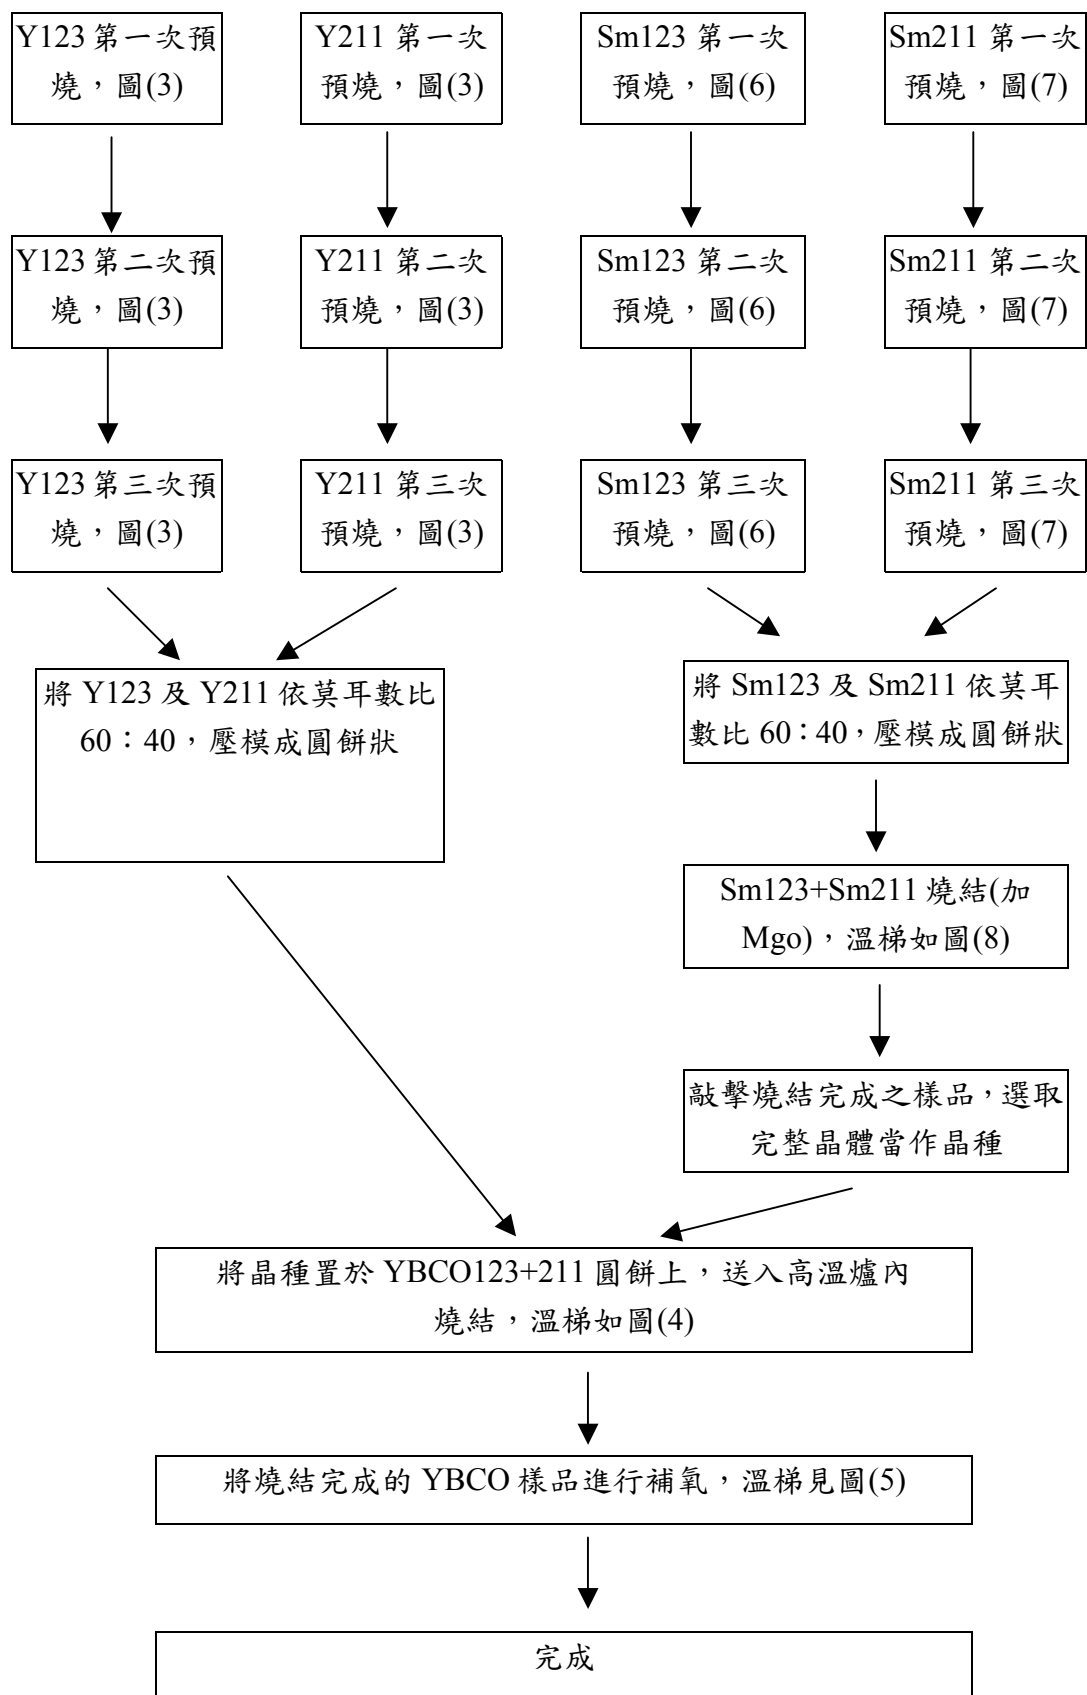 Y123 第一次預
燒，圖(3)
Y211 第一次
預燒，圖(3)
Sm123 第一次
預燒，圖(6)
Sm211 第一次
預燒，圖(7)
Y123 第二次預
燒，圖(3)
Y211 第二次
預燒，圖(3)
Sm123 第二次
預燒，圖(6)
Sm211 第二次
預燒，圖(7)
Y123 第三次預
燒，圖(3)
Y211 第三次
預燒，圖(3)
Sm123 第三次
預燒，圖(6)
Sm211 第三次
預燒，圖(7)
將 Y123 及 Y211 依莫耳數比
60：40，壓模成圓餅狀
將 Sm123 及 Sm211 依莫耳
數比 60：40，壓模成圓餅狀
Sm123+Sm211 燒結(加
Mgo)，溫梯如圖(8)
敲擊燒結完成之樣品，選取
完整晶體當作晶種
將晶種置於 YBCO123+211 圓餅上，送入高溫爐內
燒結，溫梯如圖(4)
將燒結完成的 YBCO 樣品進行補氧，溫梯見圖(5)
完成